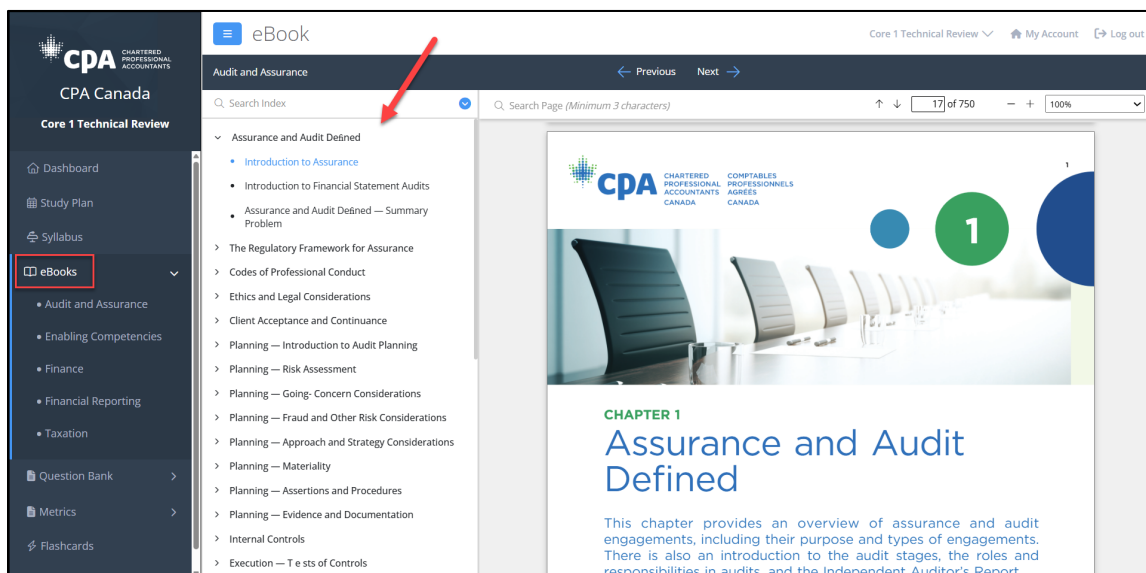 CPA CHARTERED PROFESSIONAL ACCOUNTANTS
CPA Canada
Core 1 Technical Review
Dashboard
Study Plan
Syllabus
eBooks
Audit and Assurance
Enabling Competencies
Finance
Financial Reporting
Taxation
Question Bank
Metrics
Flashcards
eBook
Core 1 Technical Review
My Account
Log out
Audit and Assurance
Previous
Next
Search Index
Search Page (Minimum 3 characters)
17 of 750
100%
Assurance and Audit Defined
Introduction to Assurance
Introduction to Financial Statement Audits
Assurance and Audit Defined — Summary
Problem
The Regulatory Framework for Assurance
Codes of Professional Conduct
Ethics and Legal Considerations
Client Acceptance and Continuance
Planning — Introduction to Audit Planning
Planning — Risk Assessment
Planning — Going- Concern Considerations
Planning — Fraud and Other Risk Considerations
Planning — Approach and Strategy Considerations
Planning — Materiality
Planning — Assertions and Procedures
Planning — Evidence and Documentation
Internal Controls
Execution — T e sts of Controls
1
CPA
CHARTERED PROFESSIONAL ACCOUNTANTS CANADA
COMPTABLES PROFESSIONNELS AGRÉÉS CANADA
1
CHAPTER 1
Assurance and Audit
Defined
This chapter provides an overview of assurance and audit
engagements, including their purpose and types of engagements.
There is also an introduction to the audit stages, the roles and
responsibilities in audits, and the Independent Auditor's Report